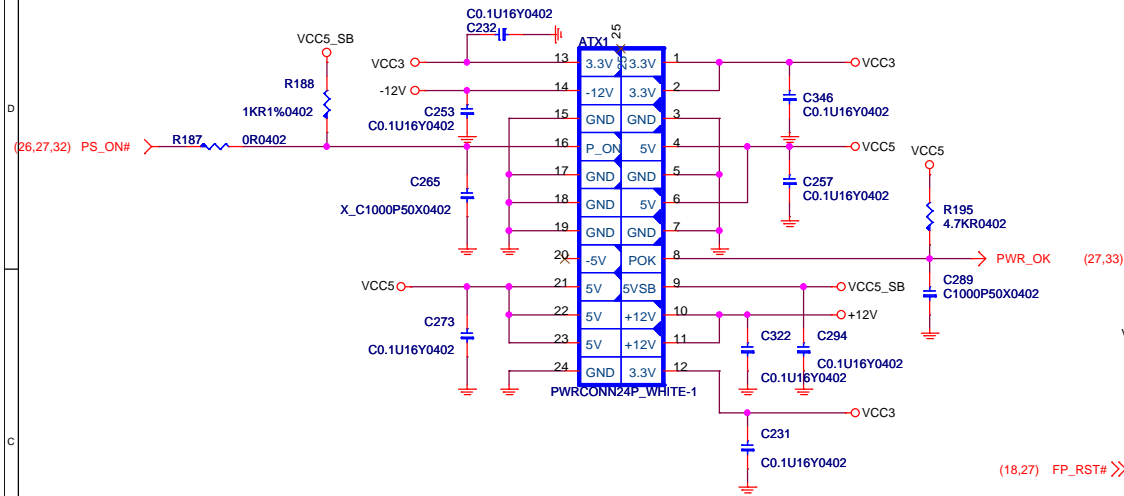 C0.1U16Y0402
C232
25
ATX1
25
VCC5_SB
VCC3
13 3.3V 3.3V 1
VCC3
R188
1KR1%0402
-12V
14 -12V 3.3V 2
C346
C0.1U16Y0402
C253
C0.1U16Y0402
15 GND GND 3
D
(26,27,32) PS_ON#
R187
0R0402
16 P_ON 5V 4
VCC5
VCC5
C265
X_C1000P50X0402
17 GND GND 5
C257
C0.1U16Y0402
18 GND 5V 6
R195
4.7KR0402
19 GND GND 7
20 -5V POK 8
PWR_OK (27,33)
VCC5
21 5V 5VSB 9
VCC5_SB
C289
C1000P50X0402
22 5V +12V 10
+12V
C273
C0.1U16Y0402
23 5V +12V 11
C322
C0.1U16Y0402
C294
C0.1U16Y0402
24 GND 3.3V 12
PWRCONN24P_WHITE-1
VCC3
C231
C0.1U16Y0402
C
(18,27) FP_RST#